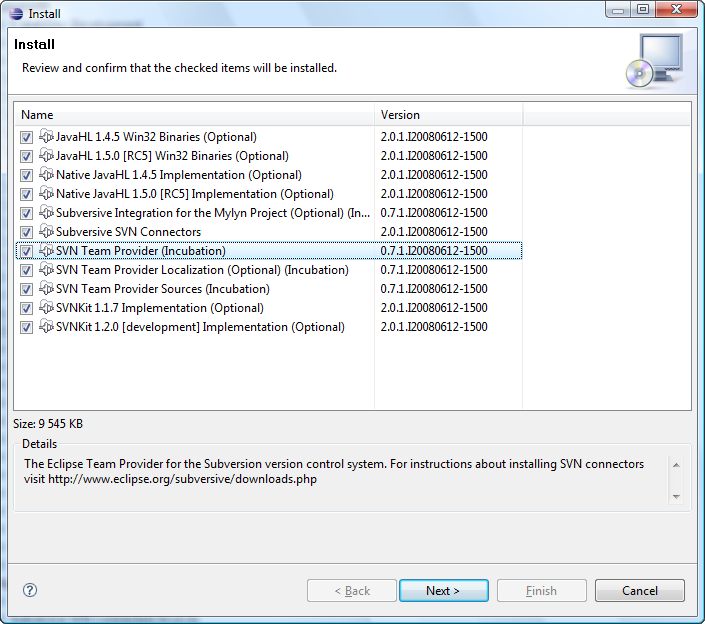 Install
Install
Review and confirm that the checked items will be installed.
Name Version
JavaHL 1.4.5 Win32 Binaries (Optional) 2.0.1.I20080612-1500
JavaHL 1.5.0 [RC5] Win32 Binaries (Optional) 2.0.1.I20080612-1500
Native JavaHL 1.4.5 Implementation (Optional) 2.0.1.I20080612-1500
Native JavaHL 1.5.0 [RC5] Implementation (Optional) 2.0.1.I20080612-1500
Subversive Integration for the Mylyn Project (Optional) (In... 0.7.1.I20080612-1500
Subversive SVN Connectors 2.0.1.I20080612-1500
SVN Team Provider (Incubation) 0.7.1.I20080612-1500
SVN Team Provider Localization (Optional) (Incubation) 0.7.1.I20080612-1500
SVN Team Provider Sources (Incubation) 0.7.1.I20080612-1500
SVNKit 1.1.7 Implementation (Optional) 2.0.1.I20080612-1500
SVNKit 1.2.0 [development] Implementation (Optional) 2.0.1.I20080612-1500
Size: 9 545 KB
Details
The Eclipse Team Provider for the Subversion version control system. For instructions about installing SVN connectors
visit http://www.eclipse.org/subversive/downloads.php
? < Back Next > Finish Cancel